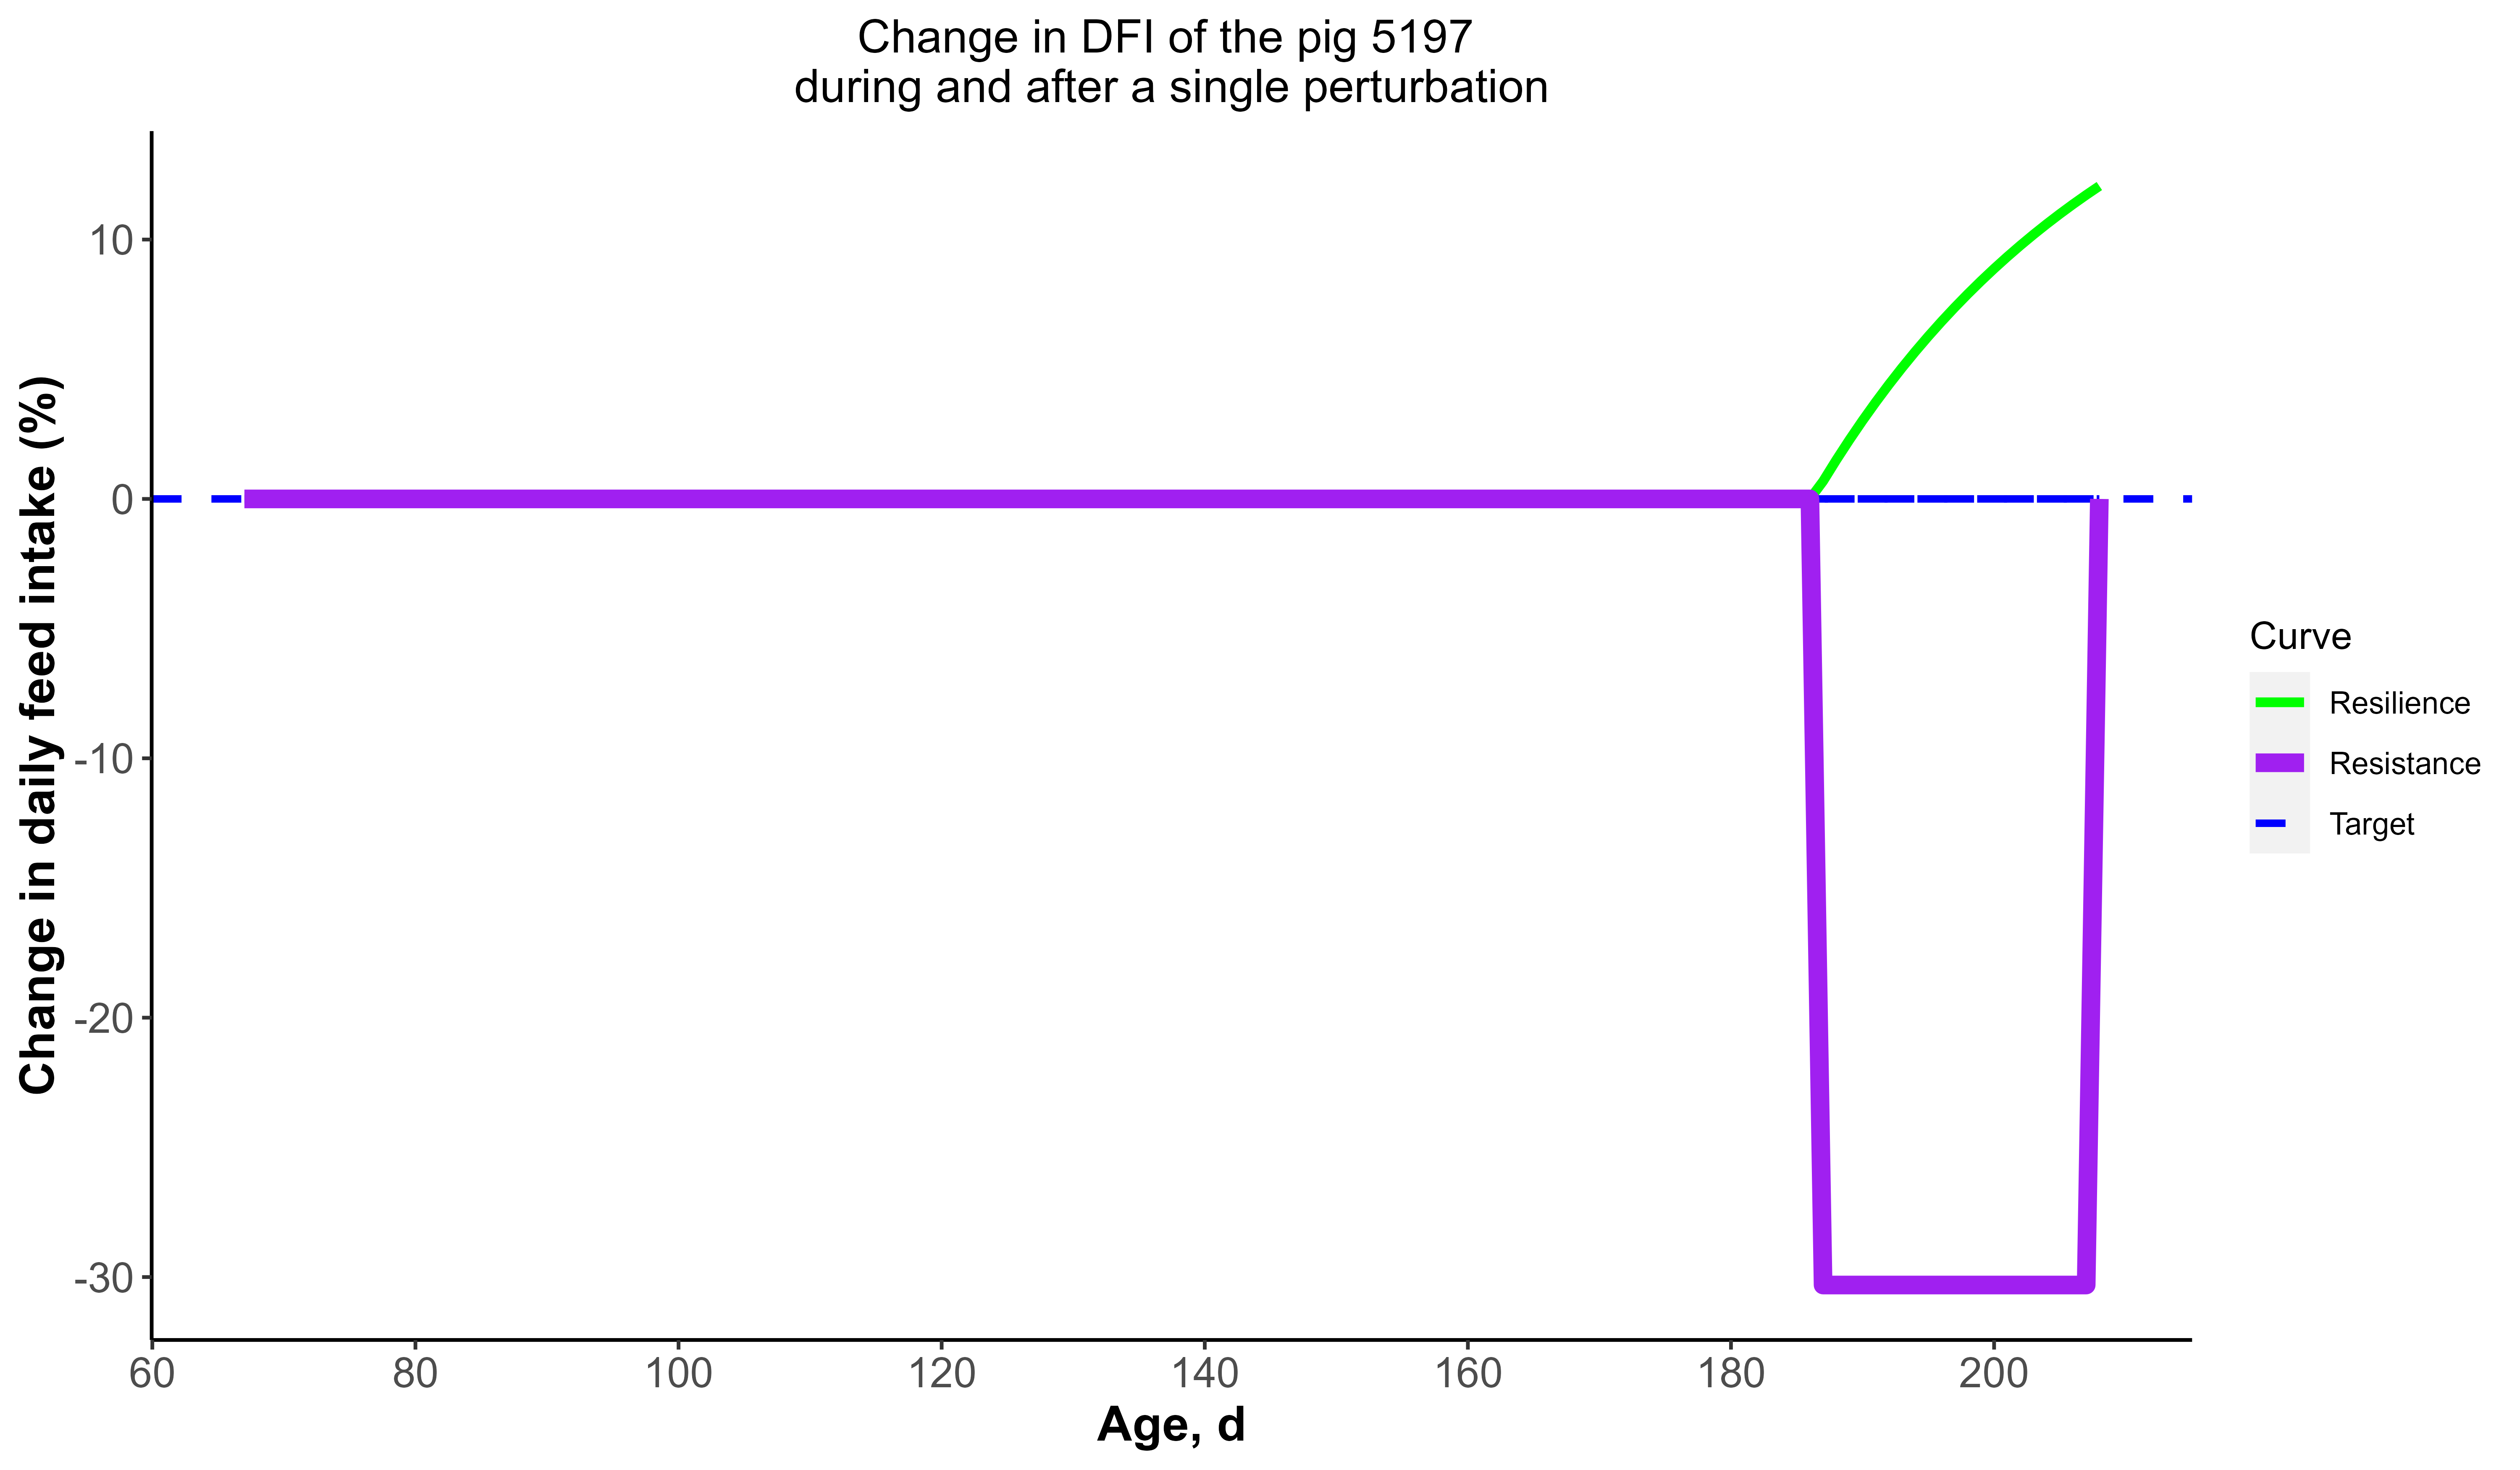 Change in DFI of the pig 5197
during and after a single perturbation
Change in daily feed intake (%)
10
0
-10
-20
-30
60 80 100 120 140 160 180 200
Age, d
Curve
Resilience
Resistance
Target